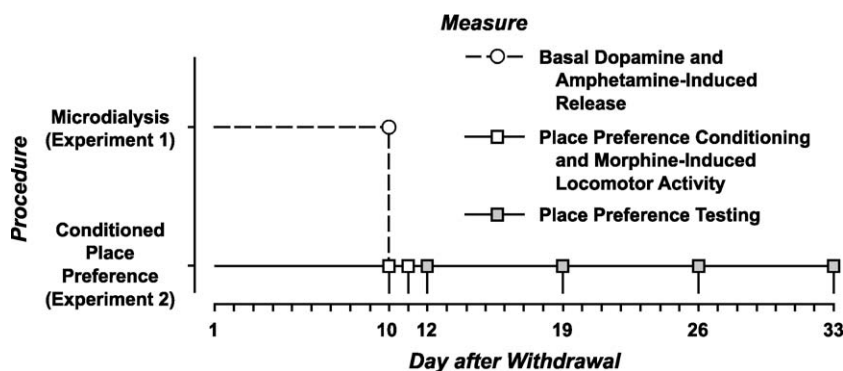 Measure
Basal Dopamine and
Amphetamine-Induced
Release
Place Preference Conditioning
and Morphine-Induced
Locomotor Activity
Place Preference Testing
Procedure
Microdialysis
(Experiment 1)
Conditioned
Place
Preference
(Experiment 2)
1 10 12 19 26 33
Day after Withdrawal